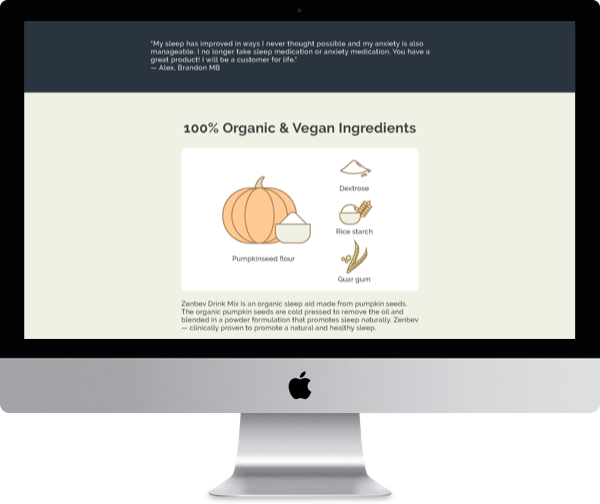 "My sleep has improved in ways I never thought possible and my anxiety is also
manageable. I no longer take sleep medication or anxiety medication. You have a
great product! I will be a customer for life."
— Alex, Brandon MB
100% Organic & Vegan Ingredients
Dextrose
Rice starch
Pumpkinseed flour
Guar gum
Zenbev Drink Mix is an organic sleep aid made from pumpkin seeds.
The organic pumpkin seeds are cold pressed to remove the oil and
blended in a powder formulation that promotes sleep naturally. Zenbev
— clinically proven to promote a natural and healthy sleep.